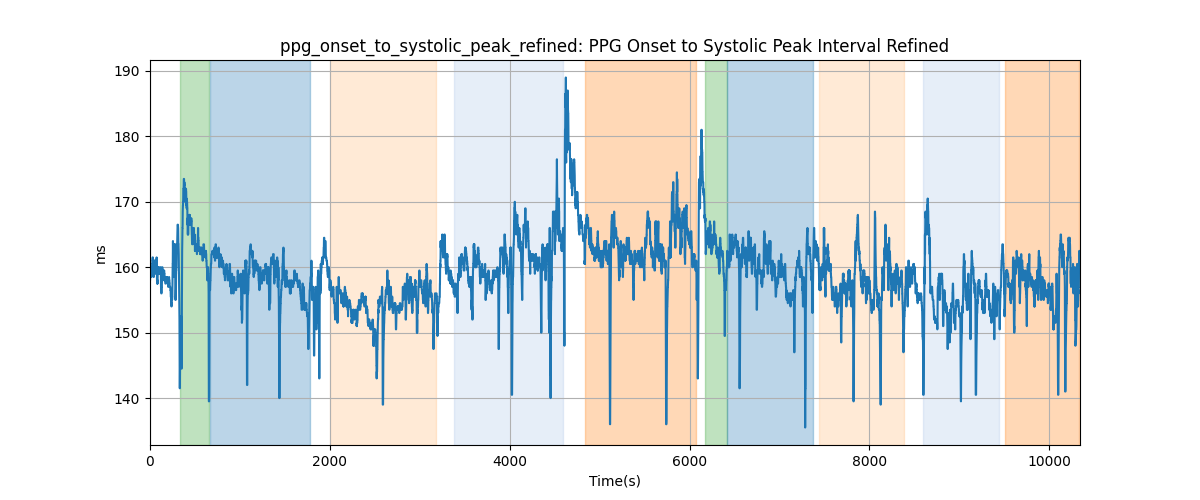 ppg_onset_to_systolic_peak_refined: PPG Onset to Systolic Peak Interval Refined
190
180
170
160
150
140
ms
0 2000 4000 6000 8000 10000
Time(s)